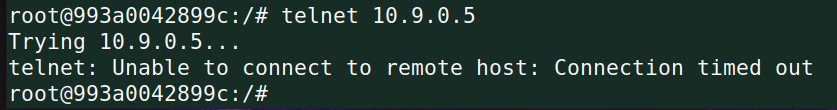 root@993a0042899c:/# telnet 10.9.0.5
Trying 10.9.0.5...
telnet: Unable to connect to remote host: Connection timed out
root@993a0042899c:/#